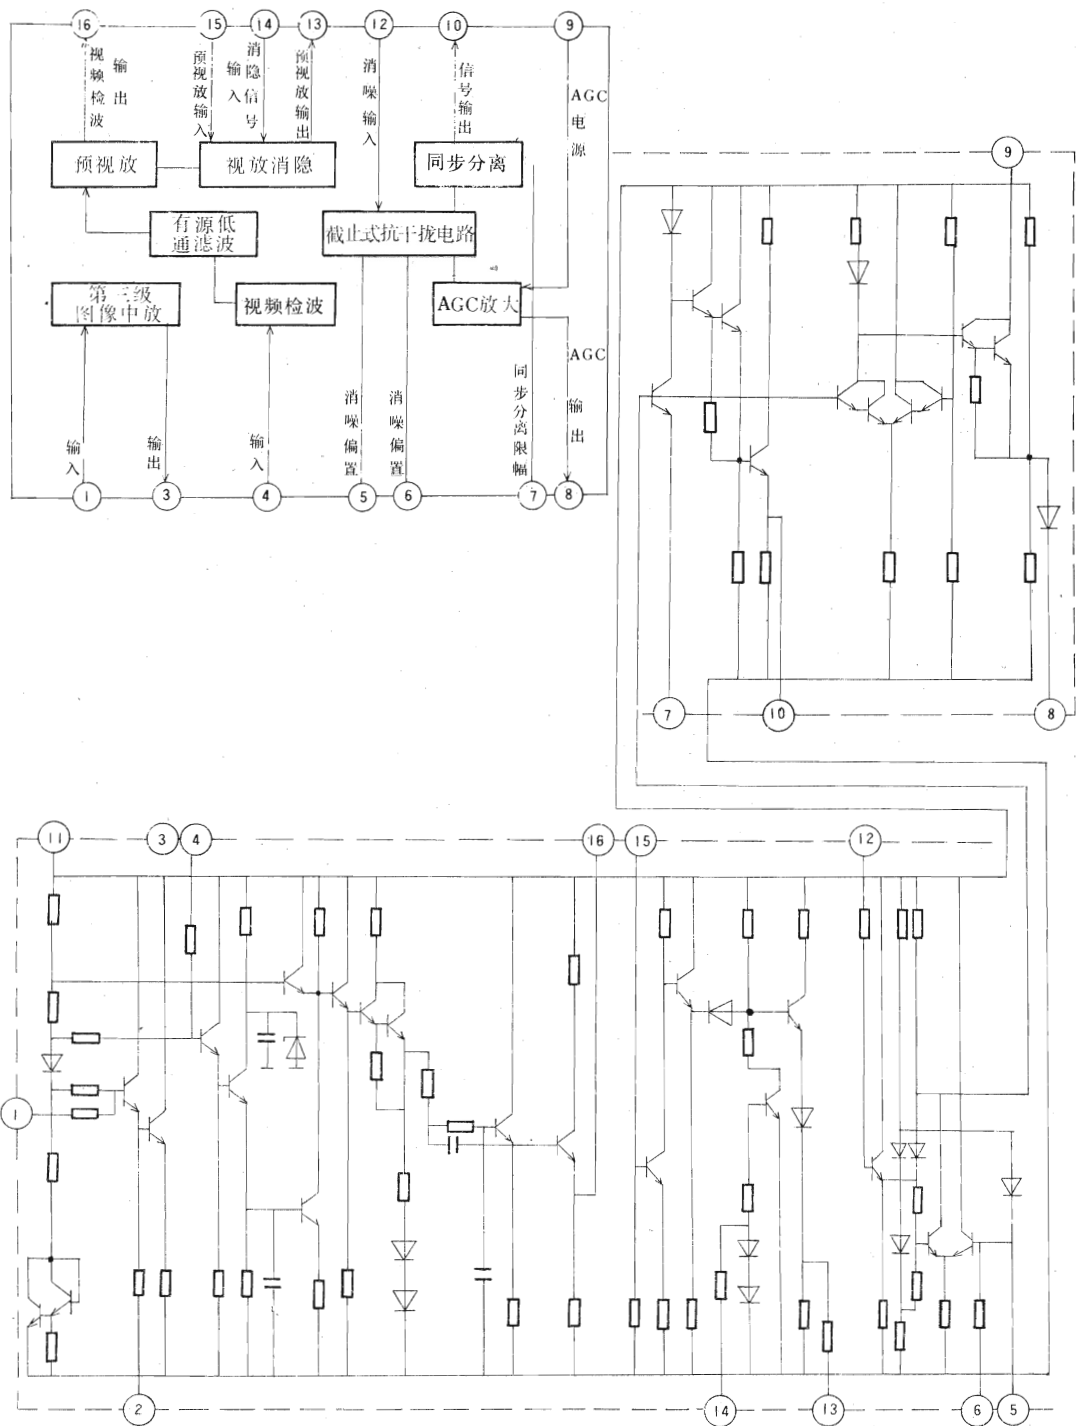 16
15
14
13
12
10
9
视频检波
输出
预视放输入
输入
消隐信号
预视放输出
消噪输入
信号输出
AGC
电源
预视放
视放消隐
同步分离
有源低
通滤波
截止式抗干扰电路
第三级
图像中放
视频检波
AGC放大
AGC
输出
输入
输出
输入
消噪偏置
消噪偏置
同步分离限幅
1
3
4
5
6
7
8
9
7
10
8
11
3
4
16
15
12
1
2
14
13
6
5